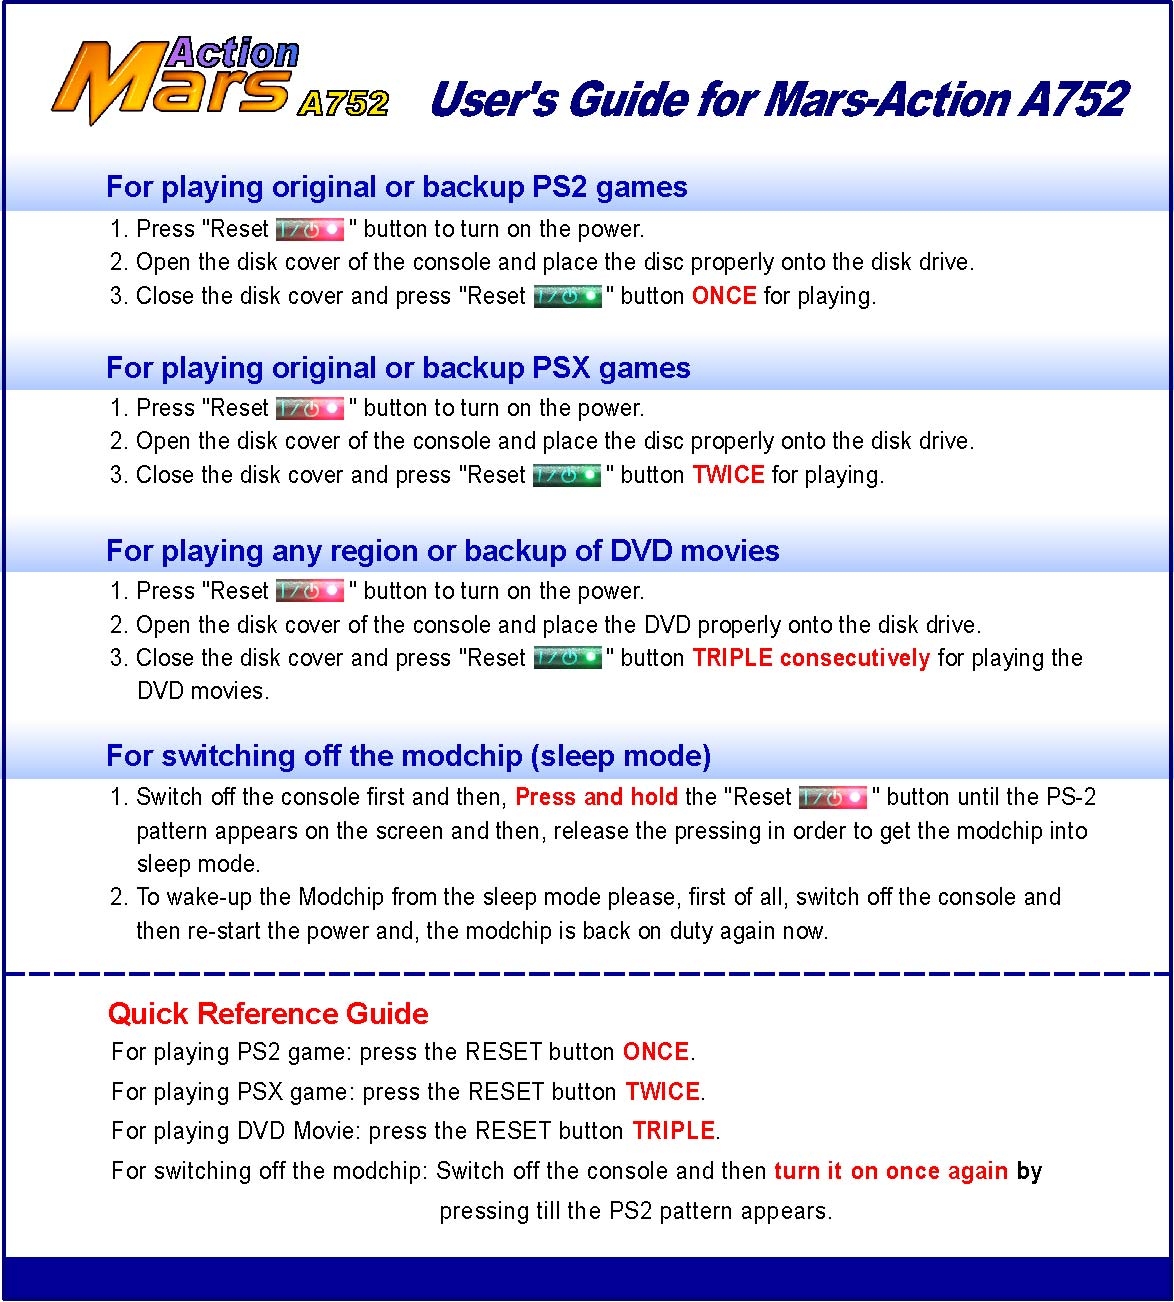 Action
Mars A752
User's Guide for Mars-Action A752
For playing original or backup PS2 games
1. Press "Reset I/⏻ " button to turn on the power.
2. Open the disk cover of the console and place the disc properly onto the disk drive.
3. Close the disk cover and press "Reset I/⏻ " button ONCE for playing.
For playing original or backup PSX games
1. Press "Reset I/⏻ " button to turn on the power.
2. Open the disk cover of the console and place the disc properly onto the disk drive.
3. Close the disk cover and press "Reset I/⏻ " button TWICE for playing.
For playing any region or backup of DVD movies
1. Press "Reset I/⏻ " button to turn on the power.
2. Open the disk cover of the console and place the DVD properly onto the disk drive.
3. Close the disk cover and press "Reset I/⏻ " button TRIPLE consecutively for playing the
DVD movies.
For switching off the modchip (sleep mode)
1. Switch off the console first and then, Press and hold the "Reset I/⏻ " button until the PS-2
pattern appears on the screen and then, release the pressing in order to get the modchip into
sleep mode.
2. To wake-up the Modchip from the sleep mode please, first of all, switch off the console and
then re-start the power and, the modchip is back on duty again now.
Quick Reference Guide
For playing PS2 game: press the RESET button ONCE.
For playing PSX game: press the RESET button TWICE.
For playing DVD Movie: press the RESET button TRIPLE.
For switching off the modchip: Switch off the console and then turn it on once again by
pressing till the PS2 pattern appears.